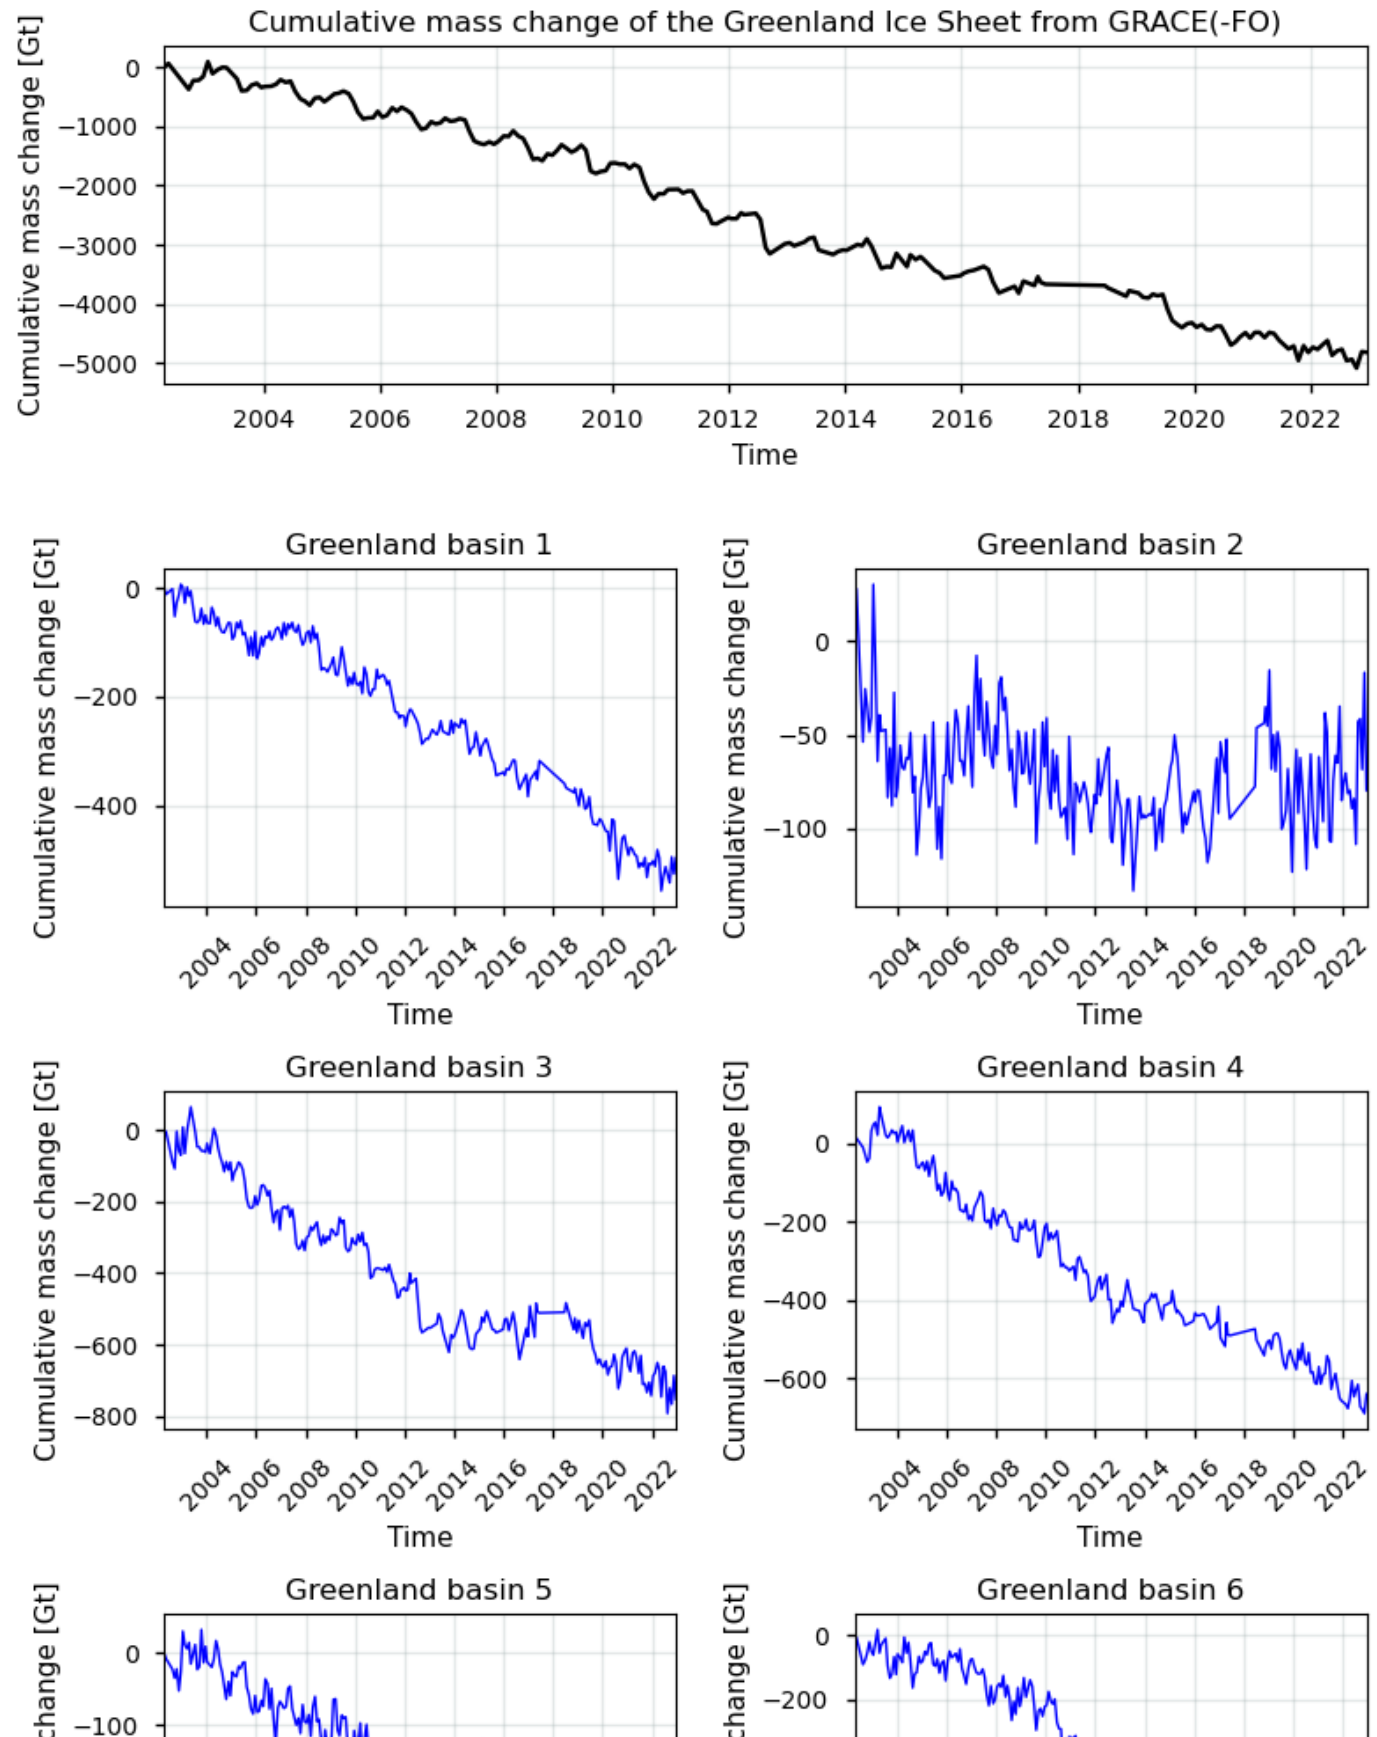 Cumulative mass change of the Greenland Ice Sheet from GRACE(-FO)
Cumulative mass change [Gt]
0
−1000
−2000
−3000
−4000
−5000
2004 2006 2008 2010 2012 2014 2016 2018 2020 2022
Time
Greenland basin 1
Cumulative mass change [Gt]
0
−200
−400
2004 2006 2008 2010 2012 2014 2016 2018 2020 2022
Time
Greenland basin 2
Cumulative mass change [Gt]
0
−50
−100
2004 2006 2008 2010 2012 2014 2016 2018 2020 2022
Time
Greenland basin 3
Cumulative mass change [Gt]
0
−200
−400
−600
−800
2004 2006 2008 2010 2012 2014 2016 2018 2020 2022
Time
Greenland basin 4
Cumulative mass change [Gt]
0
−200
−400
−600
2004 2006 2008 2010 2012 2014 2016 2018 2020 2022
Time
Greenland basin 5
change [Gt]
0
−100
Greenland basin 6
change [Gt]
0
−200